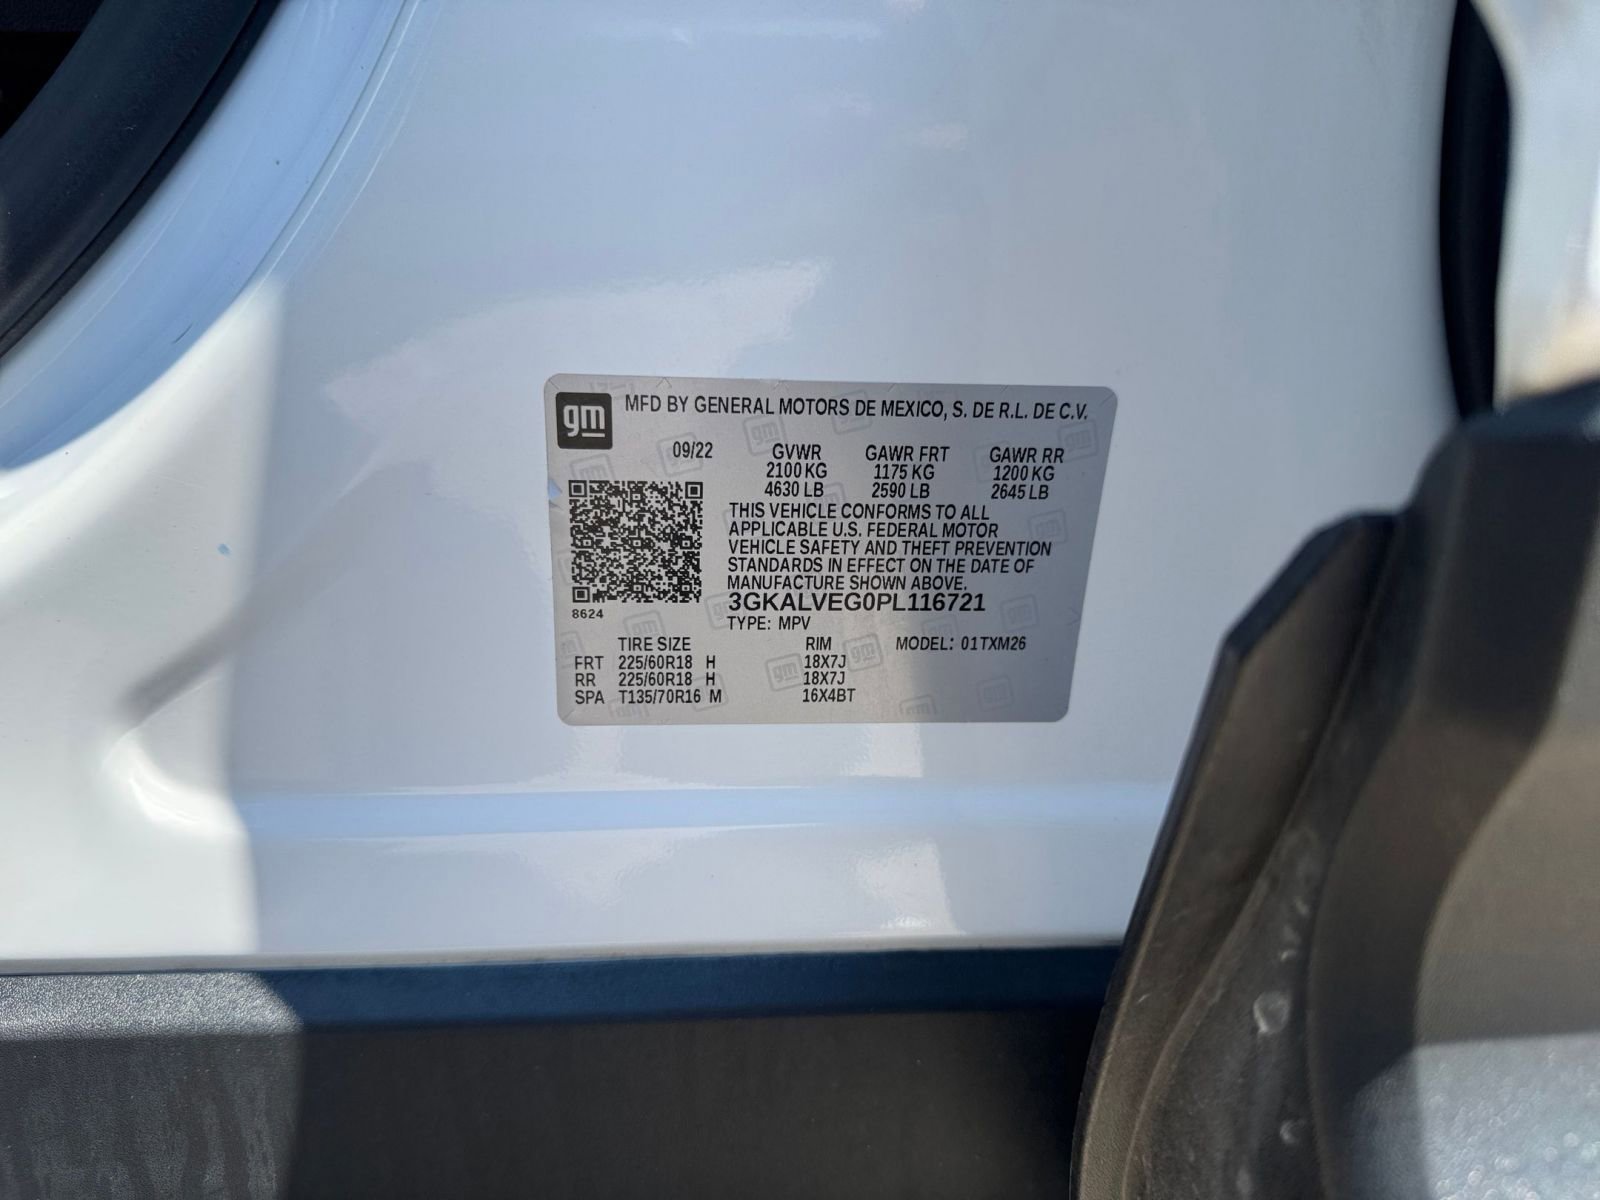 gm MFD BY GENERAL MOTORS DE MEXICO, S. DE R.L. DE C.V.
09/22 GVWR GAWR FRT GAWR RR
2100 KG 1175 KG 1200 KG
4630 LB 2590 LB 2645 LB
THIS VEHICLE CONFORMS TO ALL
APPLICABLE U.S. FEDERAL MOTOR
VEHICLE SAFETY AND THEFT PREVENTION
STANDARDS IN EFFECT ON THE DATE OF
MANUFACTURE SHOWN ABOVE.
3GKALVEG0PL116721
8624
TYPE: MPV
TIRE SIZE RIM MODEL: 01TXM26
FRT 225/60R18 H 18X7J
RR 225/60R18 H 18X7J
SPA T135/70R16 M 16X4BT